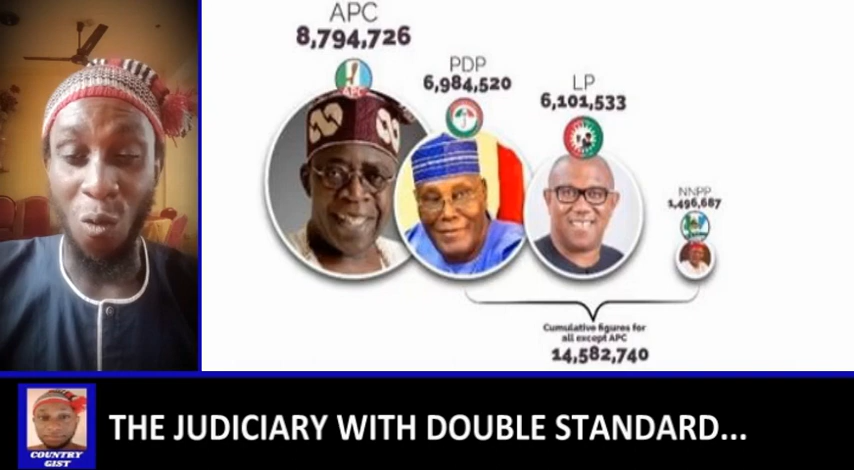 APC
8,794,726
PDP
6,984,520
LP
6,101,533
NNPP
1,496,687
APC
Cumulative figures for
all except APC
14,582,740
THE JUDICIARY WITH DOUBLE STANDARD...
COUNTRY
GIST